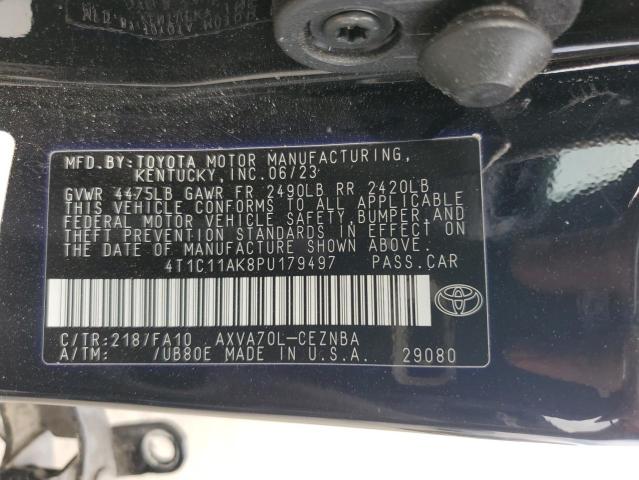 MFD.BY:TOYOTA MOTOR MANUFACTURING,
KENTUCKY, INC.06/23
GVWR 4475LB GAWR FR 2490LB RR 2420LB
THIS VEHICLE CONFORMS TO ALL APPLICABLE
FEDERAL MOTOR VEHICLE SAFETY,BUMPER,AND
THEFT PREVENTION STANDARDS IN EFFECT ON
THE DATE OF MANUFACTURE SHOWN ABOVE.
4T1C11AK8PU179497 PASS.CAR
C/TR:218/FA10 AXVA70L-CEZNBA
A/TM: /UB80E MADE IN U.S.A. 29080